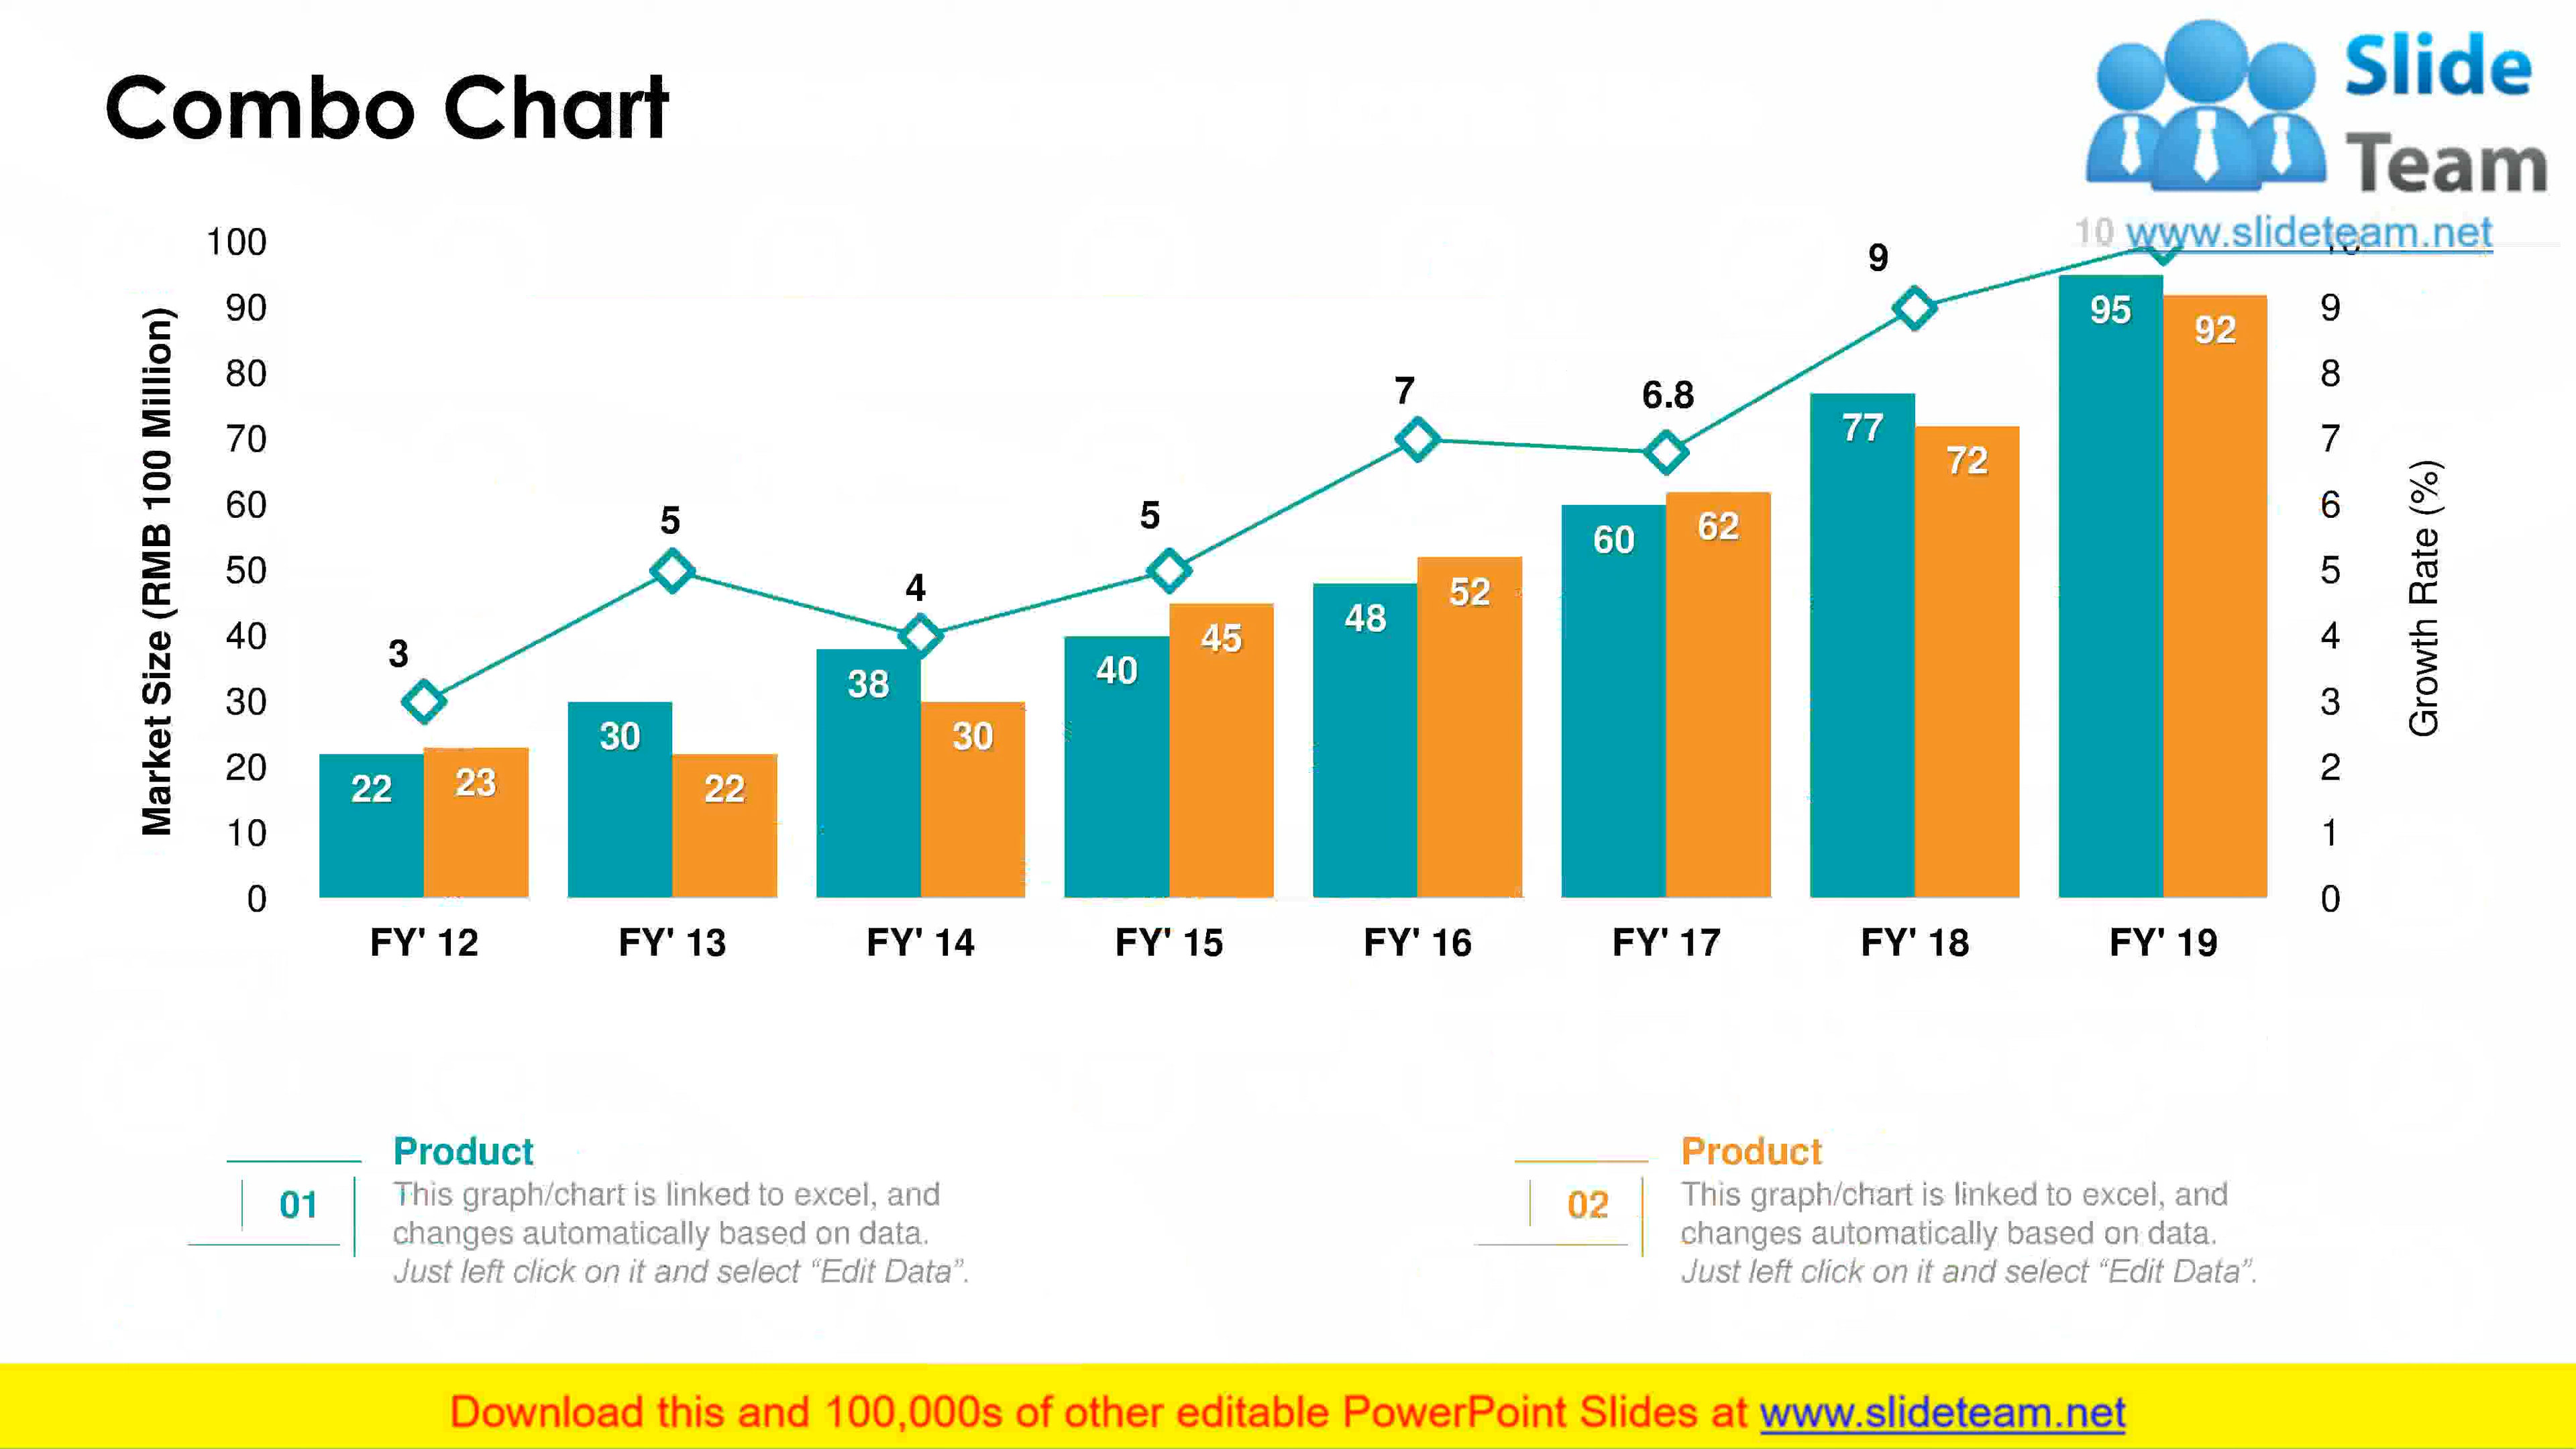 Combo Chart
Slide
Team
www.slideteam.net
Market Size (RMB 100 Million)
100
90
80
70
60
50
40
30
20
10
0
3
5
4
5
7
6.8
9
10
22
23
30
22
38
30
40
45
48
52
60
62
77
72
95
92
10
9
8
7
6
5
4
3
2
1
0
Growth Rate (%)
FY' 12
FY' 13
FY' 14
FY' 15
FY' 16
FY' 17
FY' 18
FY' 19
01
Product
This graph/chart is linked to excel, and
changes automatically based on data.
Just left click on it and select “Edit Data”.
02
Product
This graph/chart is linked to excel, and
changes automatically based on data.
Just left click on it and select “Edit Data”.
Download this and 100,000s of other editable PowerPoint Slides at www.slideteam.net